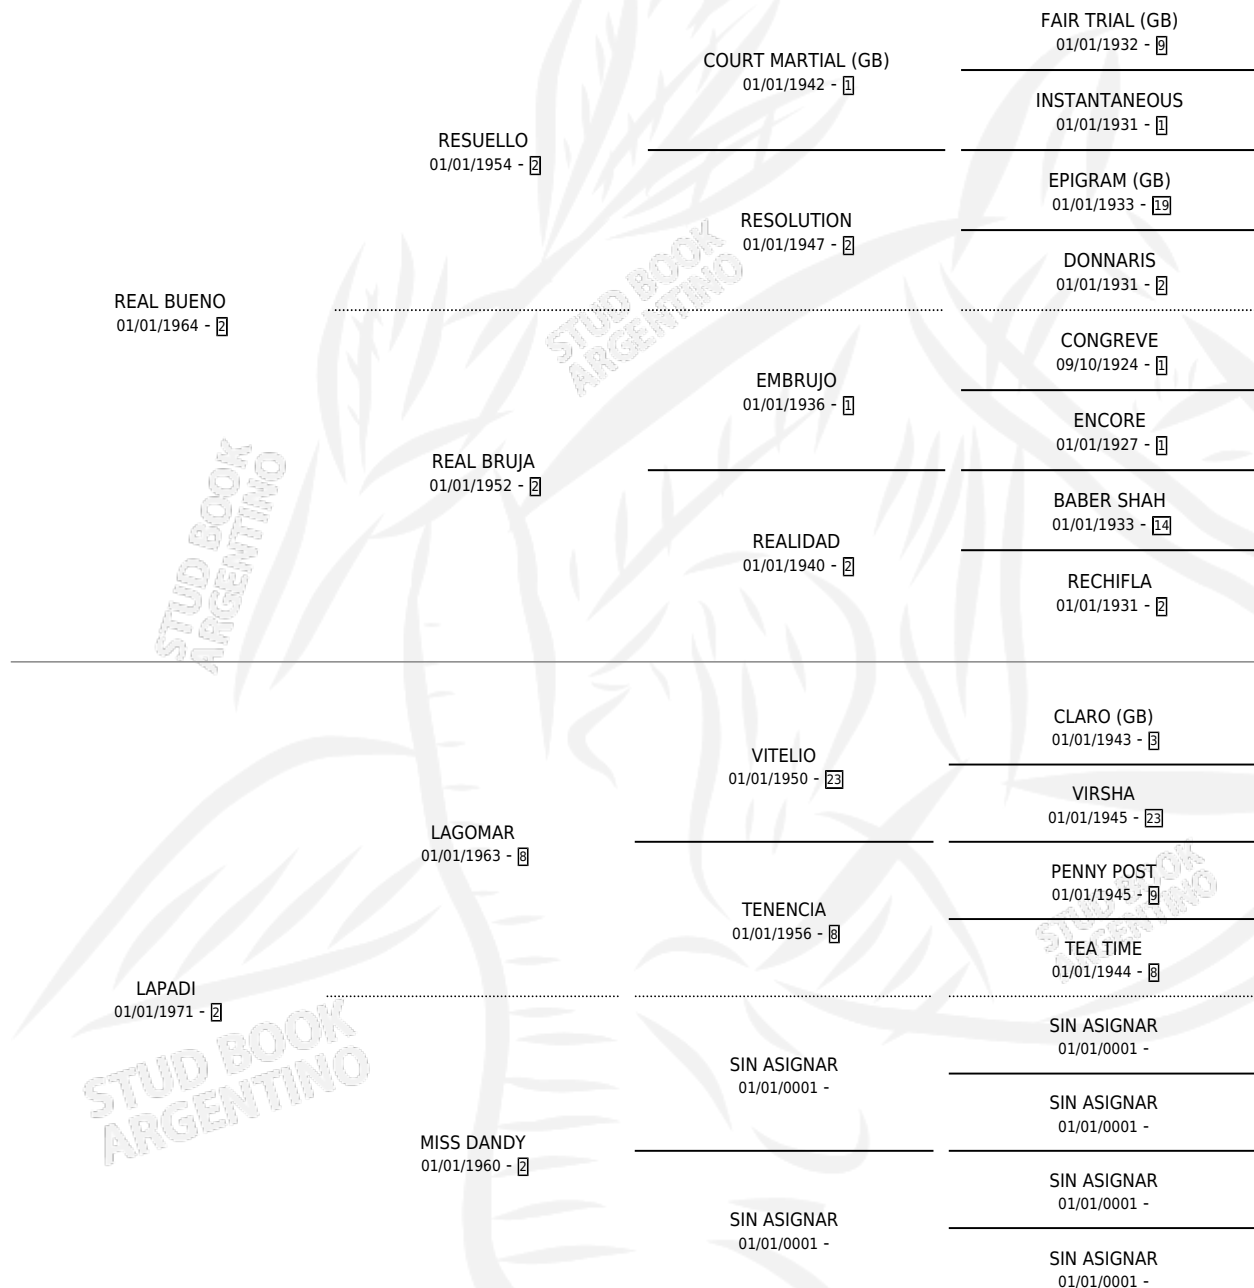 FAIR TRIAL (GB)
01/01/1932 - 9
COURT MARTIAL (GB)
01/01/1942 - 1
INSTANTANEOUS
01/01/1931 - 1
RESUELLO
01/01/1954 - 2
EPIGRAM (GB)
01/01/1933 - 19
RESOLUTION
01/01/1947 - 2
DONNARIS
01/01/1931 - 2
REAL BUENO
01/01/1964 - 2
CONGREVE
09/10/1924 - 1
EMBRUJO
01/01/1936 - 1
ENCORE
01/01/1927 - 1
REAL BRUJA
01/01/1952 - 2
BABER SHAH
01/01/1933 - 14
REALIDAD
01/01/1940 - 2
RECHIFLA
01/01/1931 - 2
CLARO (GB)
01/01/1943 - 3
VITELIO
01/01/1950 - 23
VIRSHA
01/01/1945 - 23
LAGOMAR
01/01/1963 - 8
PENNY POST
01/01/1945 - 9
TENENCIA
01/01/1956 - 8
TEA TIME
01/01/1944 - 8
LAPADI
01/01/1971 - 2
SIN ASIGNAR
01/01/0001 -
SIN ASIGNAR
01/01/0001 -
SIN ASIGNAR
01/01/0001 -
MISS DANDY
01/01/1960 - 2
SIN ASIGNAR
01/01/0001 -
SIN ASIGNAR
01/01/0001 -
SIN ASIGNAR
01/01/0001 -
STUD BOOK
ARGENTINO
STUD BOOK
ARGENTINO
STUD BOOK
ARGENTINO
STUD BOOK
ARGENTINO